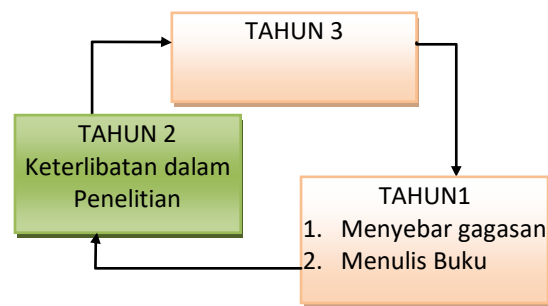 TAHUN 3
TAHUN 2
Keterlibatan dalam
Penelitian
TAHUN1
1. Menyebar gagasan
2. Menulis Buku